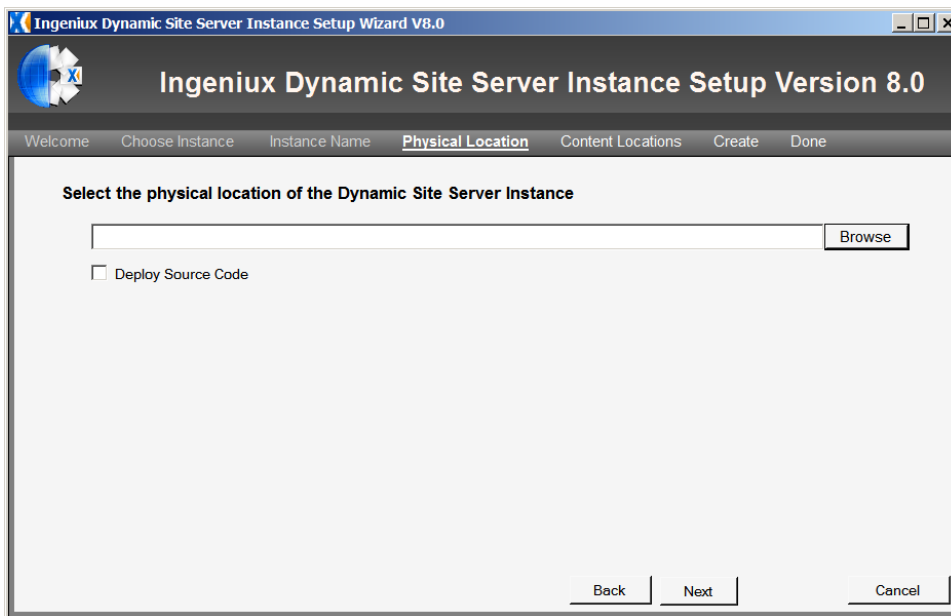 Ingeniux Dynamic Site Server Instance Setup Wizard V8.0
Ingeniux Dynamic Site Server Instance Setup Version 8.0
Welcome Choose Instance Instance Name Physical Location Content Locations Create Done
Select the physical location of the Dynamic Site Server Instance
Browse
Deploy Source Code
Back Next Cancel